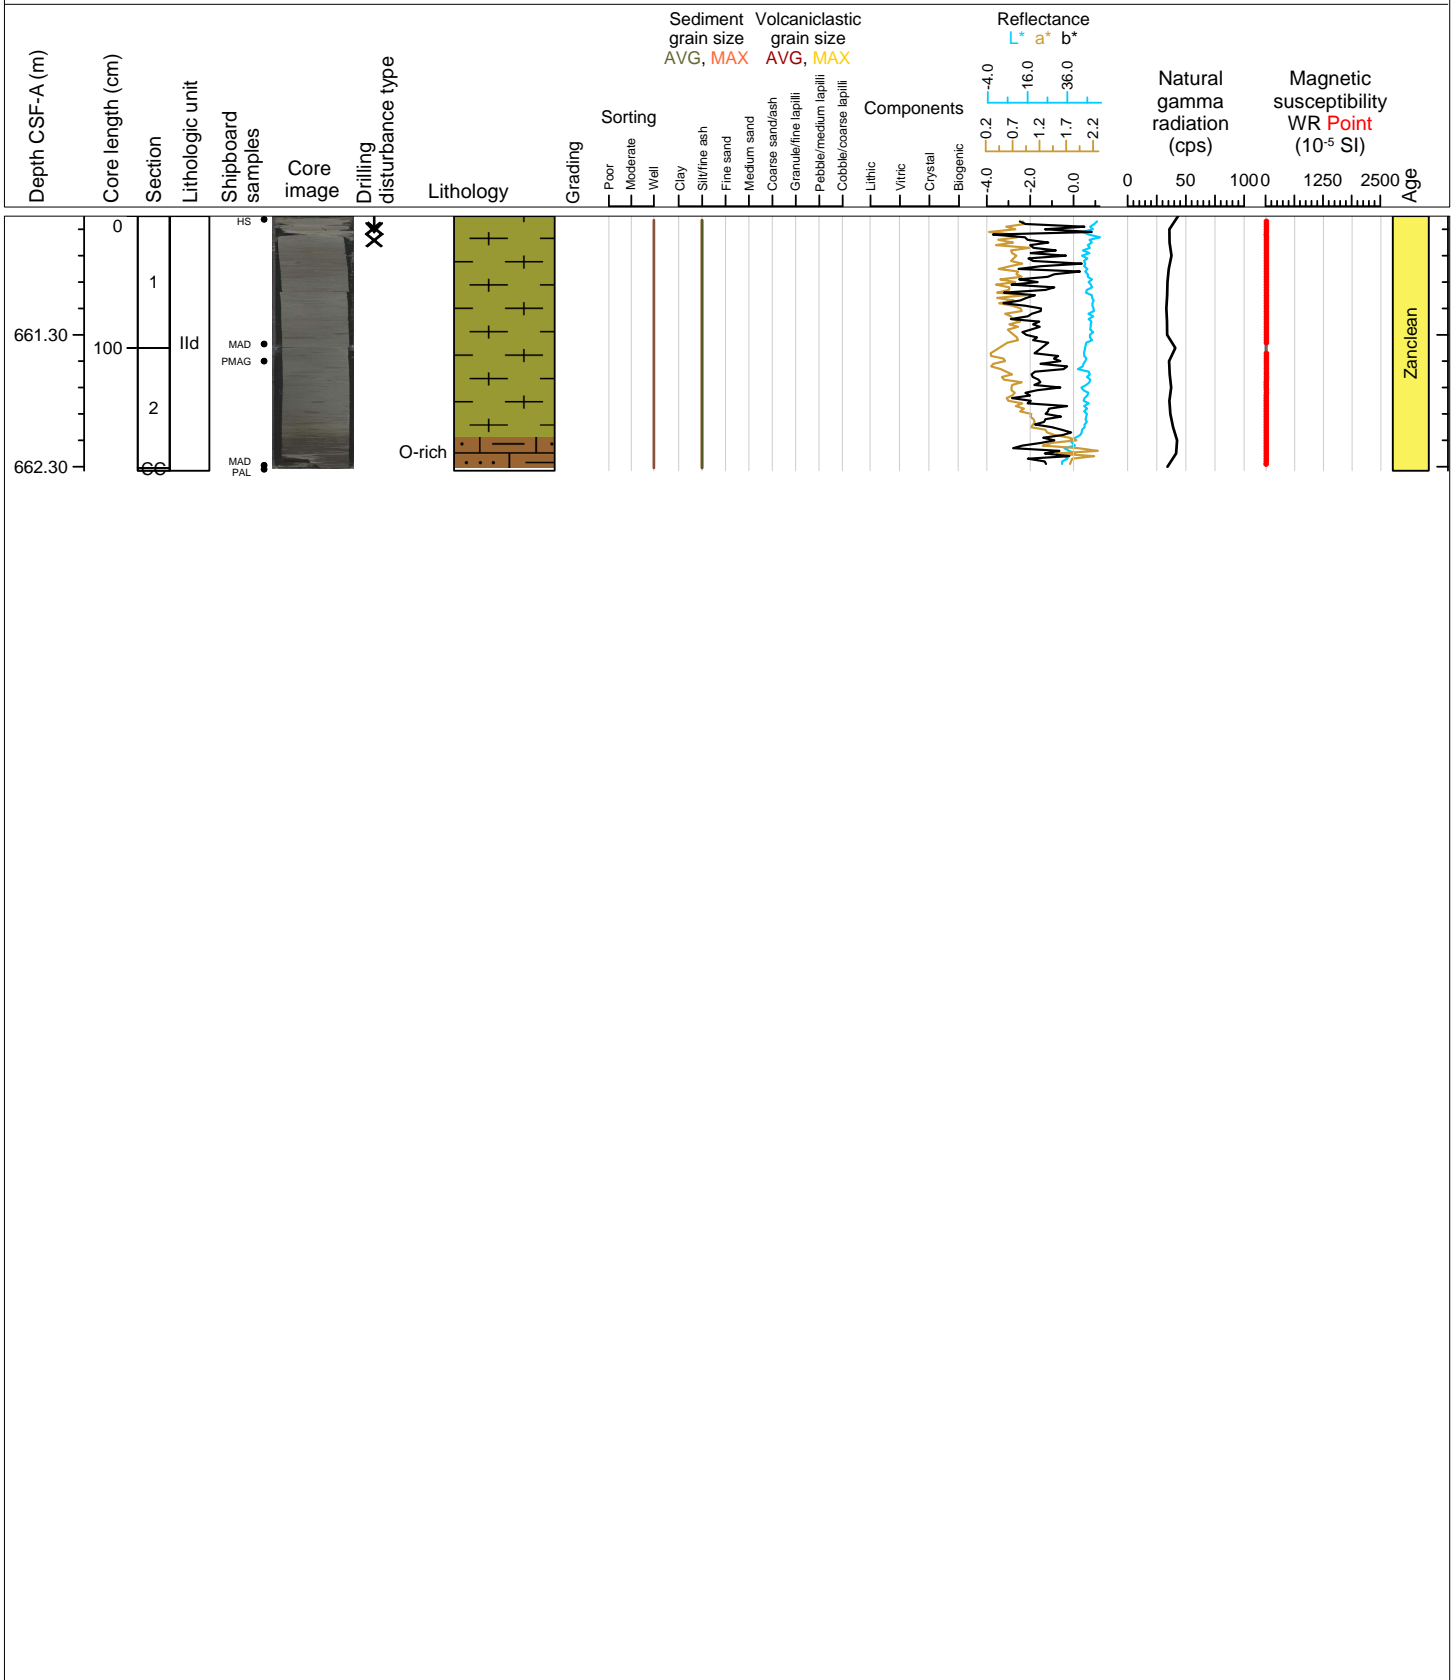 Depth CSF-A (m)
Core length (cm)
Section
Lithologic unit
Shipboard
samples
Core
image
Drilling
disturbance type
Lithology
Grading
Sorting
Poor
Moderate
Well
Sediment
grain size
AVG, MAX
Volcaniclastic
grain size
AVG, MAX
Clay
Silt/fine ash
Fine sand
Medium sand
Coarse sand/ash
Granule/fine lapilli
Pebble/medium lapilli
Cobble/coarse lapilli
Components
Lithic
Vitric
Crystal
Biogenic
Reflectance
L* a* b*
-4.0 16.0 36.0
0.2 0.7 1.2 1.7 2.2
-4.0 -2.0 0.0
Natural
gamma
radiation
(cps)
0 50 100
Magnetic
susceptibility
WR Point
(10⁻⁵ SI)
0 1250 2500
Age
0
HS
1
661.30
100
IId
MAD
PMAG
2
Zanclean
O-rich
662.30
CC
MAD
PAL